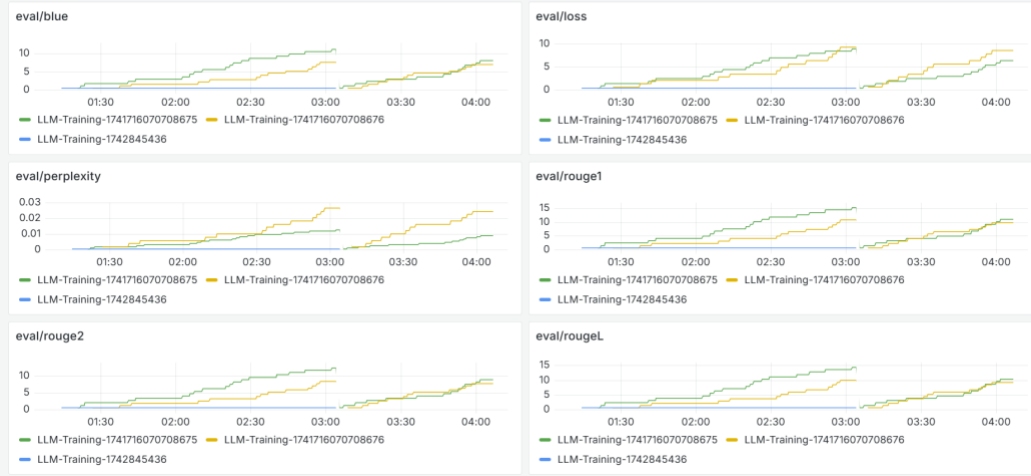 eval/blue
10
5
0
01:30 02:00 02:30 03:00 03:30 04:00
LLM-Training-1741716070708675 LLM-Training-1741716070708676
LLM-Training-1742845436
eval/loss
10
5
0
01:30 02:00 02:30 03:00 03:30 04:00
LLM-Training-1741716070708675 LLM-Training-1741716070708676
LLM-Training-1742845436
eval/perplexity
0.03
0.02
0.01
0
01:30 02:00 02:30 03:00 03:30 04:00
LLM-Training-1741716070708675 LLM-Training-1741716070708676
LLM-Training-1742845436
eval/rouge1
15
10
5
0
01:30 02:00 02:30 03:00 03:30 04:00
LLM-Training-1741716070708675 LLM-Training-1741716070708676
LLM-Training-1742845436
eval/rouge2
10
5
0
01:30 02:00 02:30 03:00 03:30 04:00
LLM-Training-1741716070708675 LLM-Training-1741716070708676
LLM-Training-1742845436
eval/rougeL
15
10
5
0
01:30 02:00 02:30 03:00 03:30 04:00
LLM-Training-1741716070708675 LLM-Training-1741716070708676
LLM-Training-1742845436